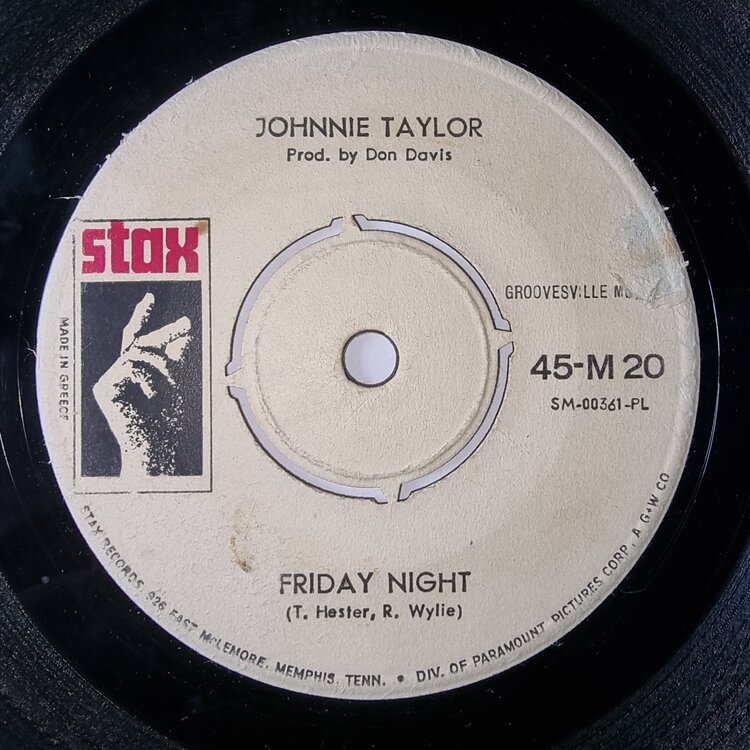 JOHNNIE TAYLOR
Prod. by Don Davis
stax
GROOVESVILLE
MADE IN GREECE
45-M 20
SM-00361-PL
FRIDAY NIGHT
(T. Hester, R. Wylie)
STAX RECORDS, 926 EAST McLEMORE, MEMPHIS, TENN. • DIV. OF PARAMOUNT PICTURES CORP., A G+W CO